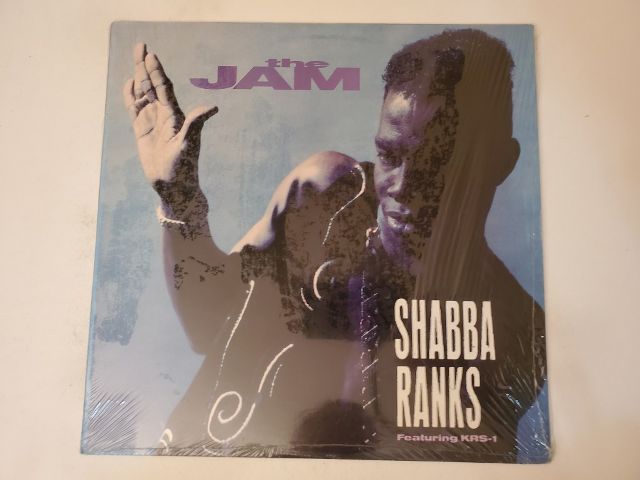 the
JAM
SHABBA
RANKS
Featuring KRS-1